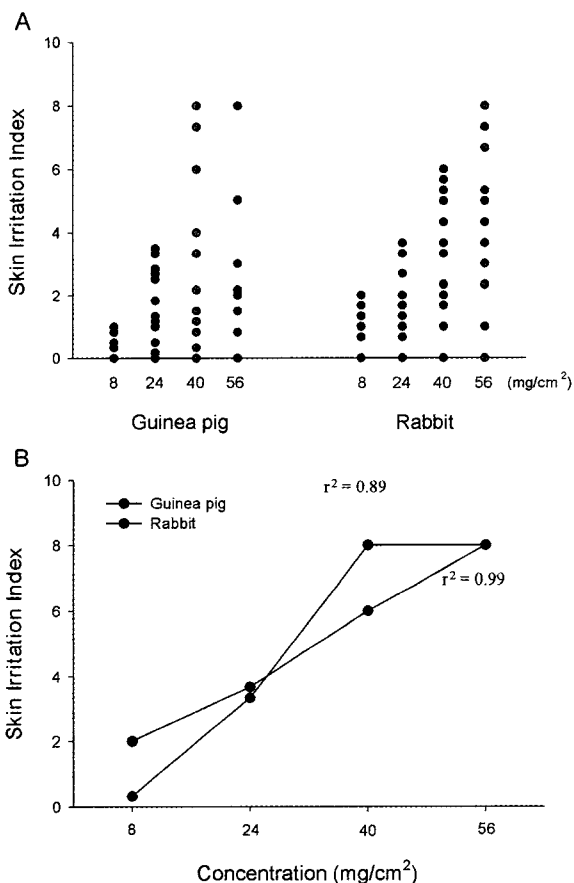 A
10
8
6
4
2
0
Skin Irritation Index
8 24 40 56 8 24 40 56 (mg/cm²)
Guinea pig Rabbit
B
10
8
6
4
2
0
Skin Irritation Index
Guinea pig
Rabbit
r² = 0.89
r² = 0.99
8 24 40 56
Concentration (mg/cm²)